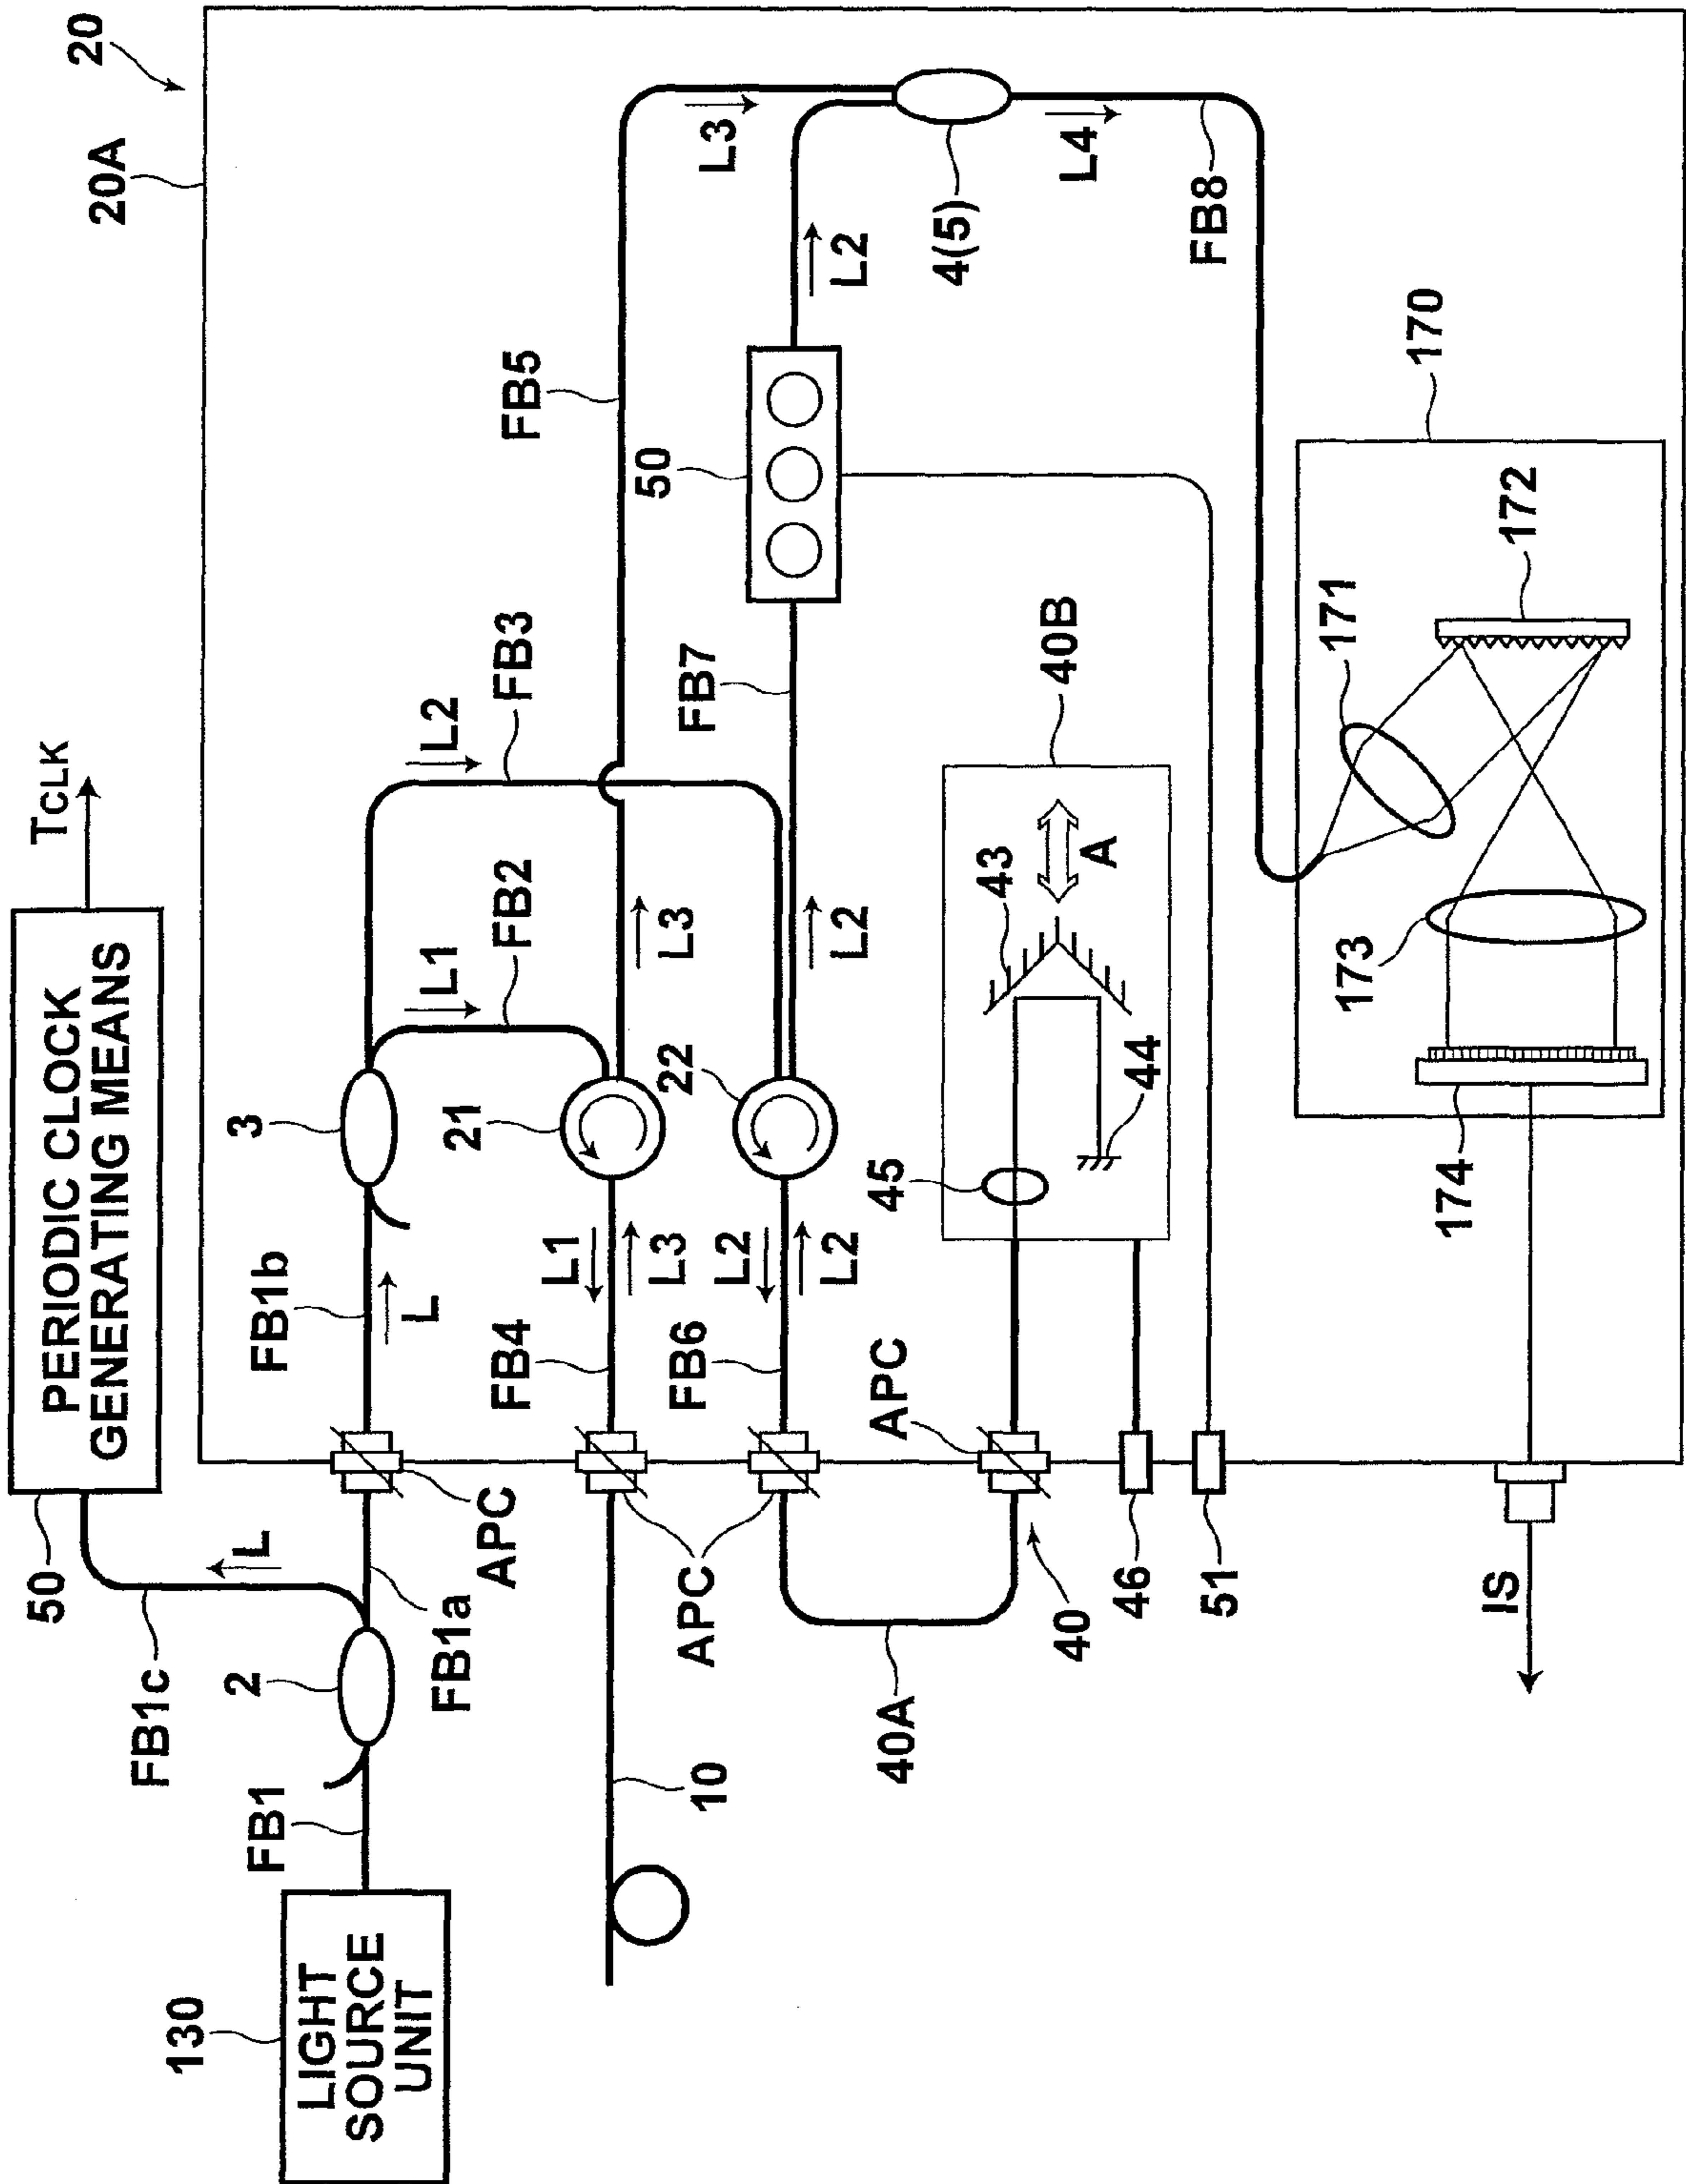 20
20A
PERIODIC CLOCK
GENERATING MEANS
TCLK
50
L
FB1c
2
FB1
FB1a
APC
130
LIGHT
SOURCE
UNIT
FB1b
L
3
L1
FB2
L2
FB3
FB5
L3
4(5)
L4
FB8
L2
50
FB7
21
L3
22
L2
L1
L3
FB4
L2
L2
FB6
APC
APC
10
40A
40
46
51
45
44
43
A
40B
170
171
172
173
174
IS